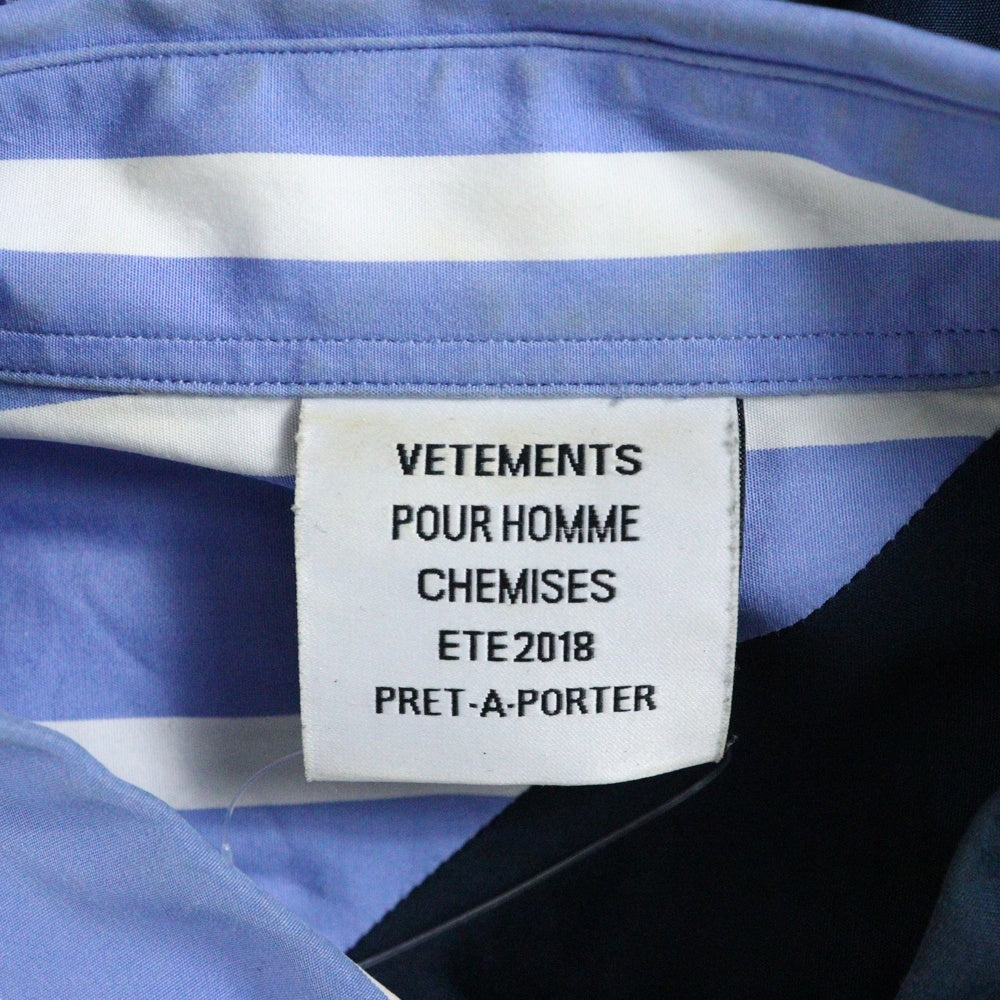 VETEMENTS
POUR HOMME
CHEMISES
ETE 2018
PRET-A-PORTER